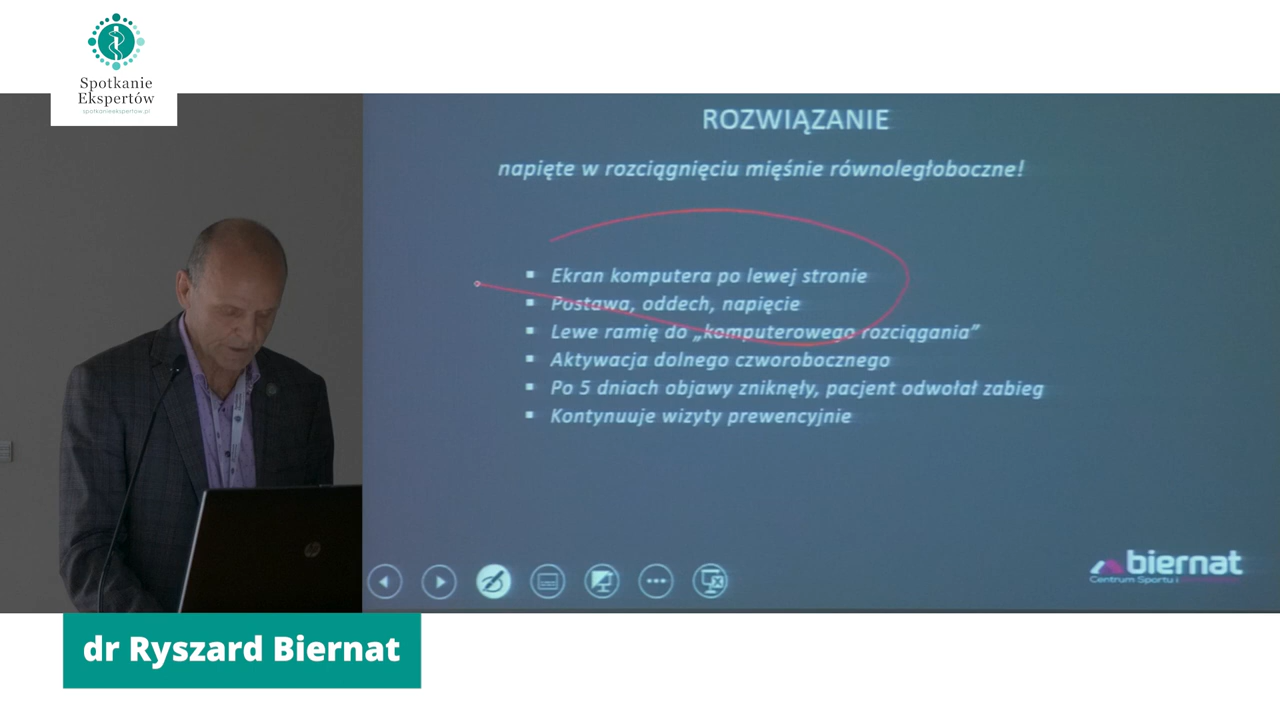 Spotkanie
Ekspertów
spotkanieekspertow.pl
ROZWIĄZANIE
napięte w rozciągnięciu mięśnie równoległoboczne!
▪ Ekran komputera po lewej stronie
▪ Postawa, oddech, napięcie
▪ Lewe ramię do „komputerowego rozciągania”
▪ Aktywacja dolnego czworobocznego
▪ Po 5 dniach objawy zniknęły, pacjent odwołał zabieg
▪ Kontynuuje wizyty prewencyjnie
biernat
Centrum Sportu i
hp
dr Ryszard Biernat